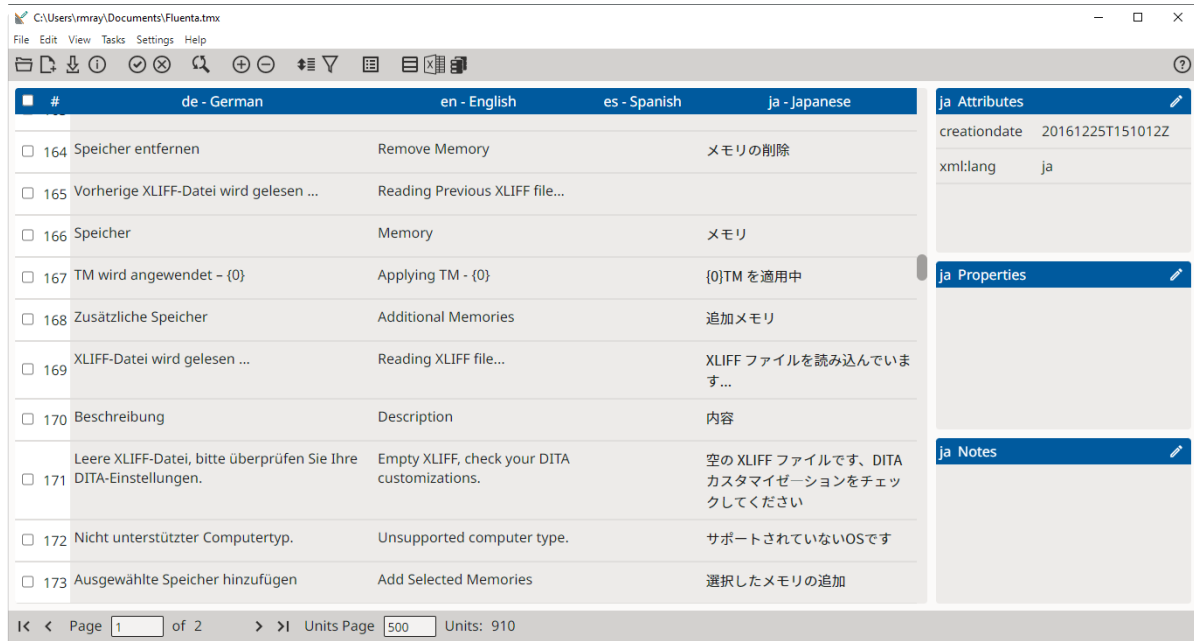 C:\Users\rmray\Documents\Fluenta.tmx
File Edit View Tasks Settings Help
# de - German en - English es - Spanish ja - Japanese
164 Speicher entfernen Remove Memory メモリの削除
165 Vorherige XLIFF-Datei wird gelesen ... Reading Previous XLIFF file...
166 Speicher Memory メモリ
167 TM wird angewendet – {0} Applying TM - {0} {0}TM を適用中
168 Zusätzliche Speicher Additional Memories 追加メモリ
169 XLIFF-Datei wird gelesen ... Reading XLIFF file... XLIFF ファイルを読み込んでいま
す...
170 Beschreibung Description 内容
Leere XLIFF-Datei, bitte überprüfen Sie Ihre Empty XLIFF, check your DITA 空の XLIFF ファイルです、DITA
171 DITA-Einstellungen. customizations. カスタマイゼ―ションをチェッ
クしてください
172 Nicht unterstützter Computertyp. Unsupported computer type. サポートされていないOSです
173 Ausgewählte Speicher hinzufügen Add Selected Memories 選択したメモリの追加
ja Attributes
creationdate 20161225T151012Z
xml:lang ja
ja Properties
ja Notes
Page 1 of 2 Units Page 500 Units: 910